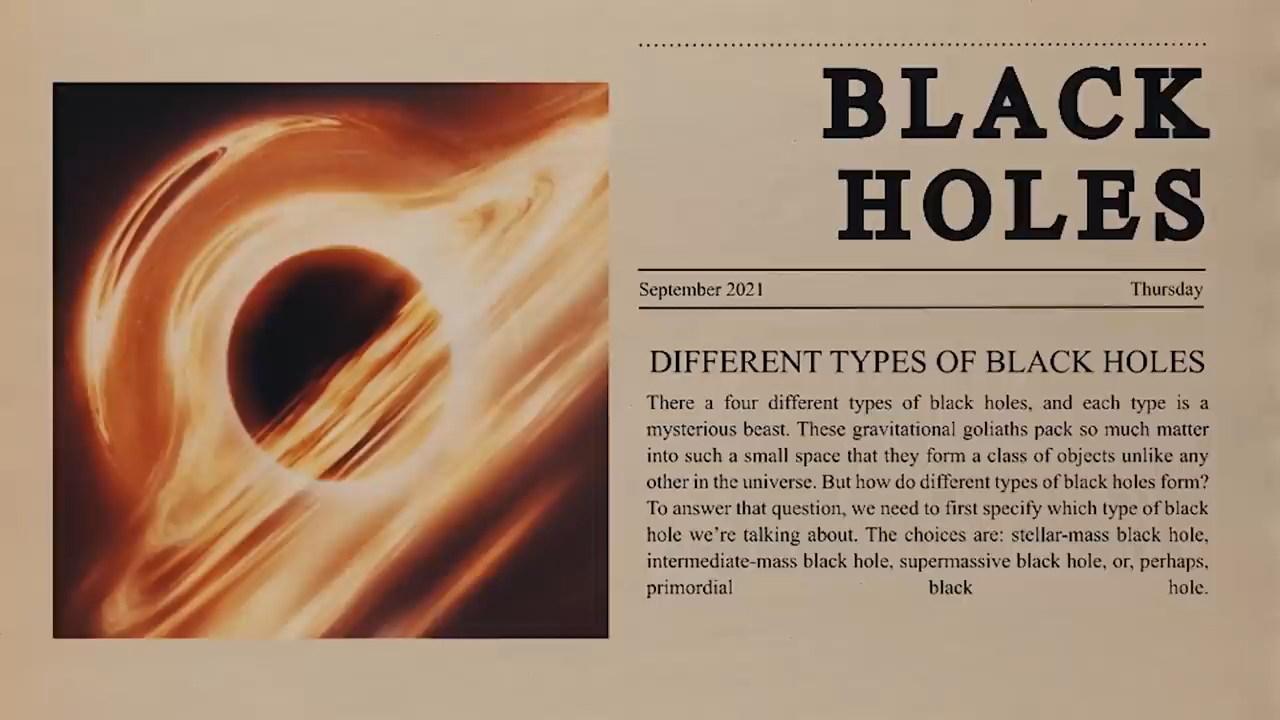 BLACK
HOLES
September 2021 Thursday
DIFFERENT TYPES OF BLACK HOLES
There a four different types of black holes, and each type is a
mysterious beast. These gravitational goliaths pack so much matter
into such a small space that they form a class of objects unlike any
other in the universe. But how do different types of black holes form?
To answer that question, we need to first specify which type of black
hole we're talking about. The choices are: stellar-mass black hole,
intermediate-mass black hole, supermassive black hole, or, perhaps,
primordial black hole.